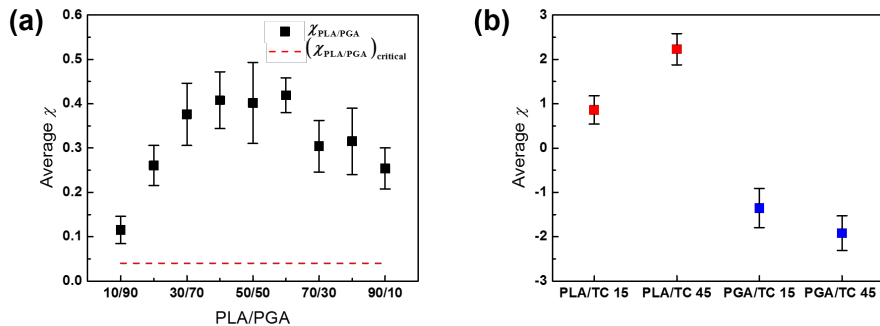 (a)
Average χ
0.6
0.5
0.4
0.3
0.2
0.1
0.0
χPLA/PGA
(χPLA/PGA)critical
10/90 30/70 50/50 70/30 90/10
PLA/PGA
(b)
Average χ
3
2
1
0
-1
-2
-3
PLA/TC 15 PLA/TC 45 PGA/TC 15 PGA/TC 45